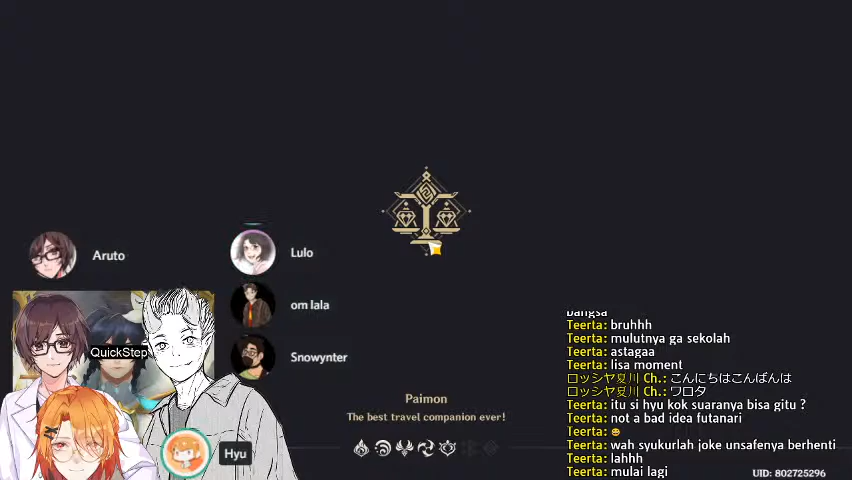 Aruto
Lulo
om lala
QuickStep
Snowynter
Hyu
Paimon
The best travel companion ever!
bangsa
Teerta: bruhhh
Teerta: mulutnya ga sekolah
Teerta: astagaa
Teerta: lisa moment
ロッシヤ夏川 Ch.: こんにちはこんばんは
ロッシヤ夏川 Ch.: ワロタ
Teerta: itu si hyu kok suaranya bisa gitu ?
Teerta: not a bad idea futanari
Teerta:
Teerta: wah syukurlah joke unsafenya berhenti
Teerta: lahhh
Teerta: mulai lagi
UID: 802725296